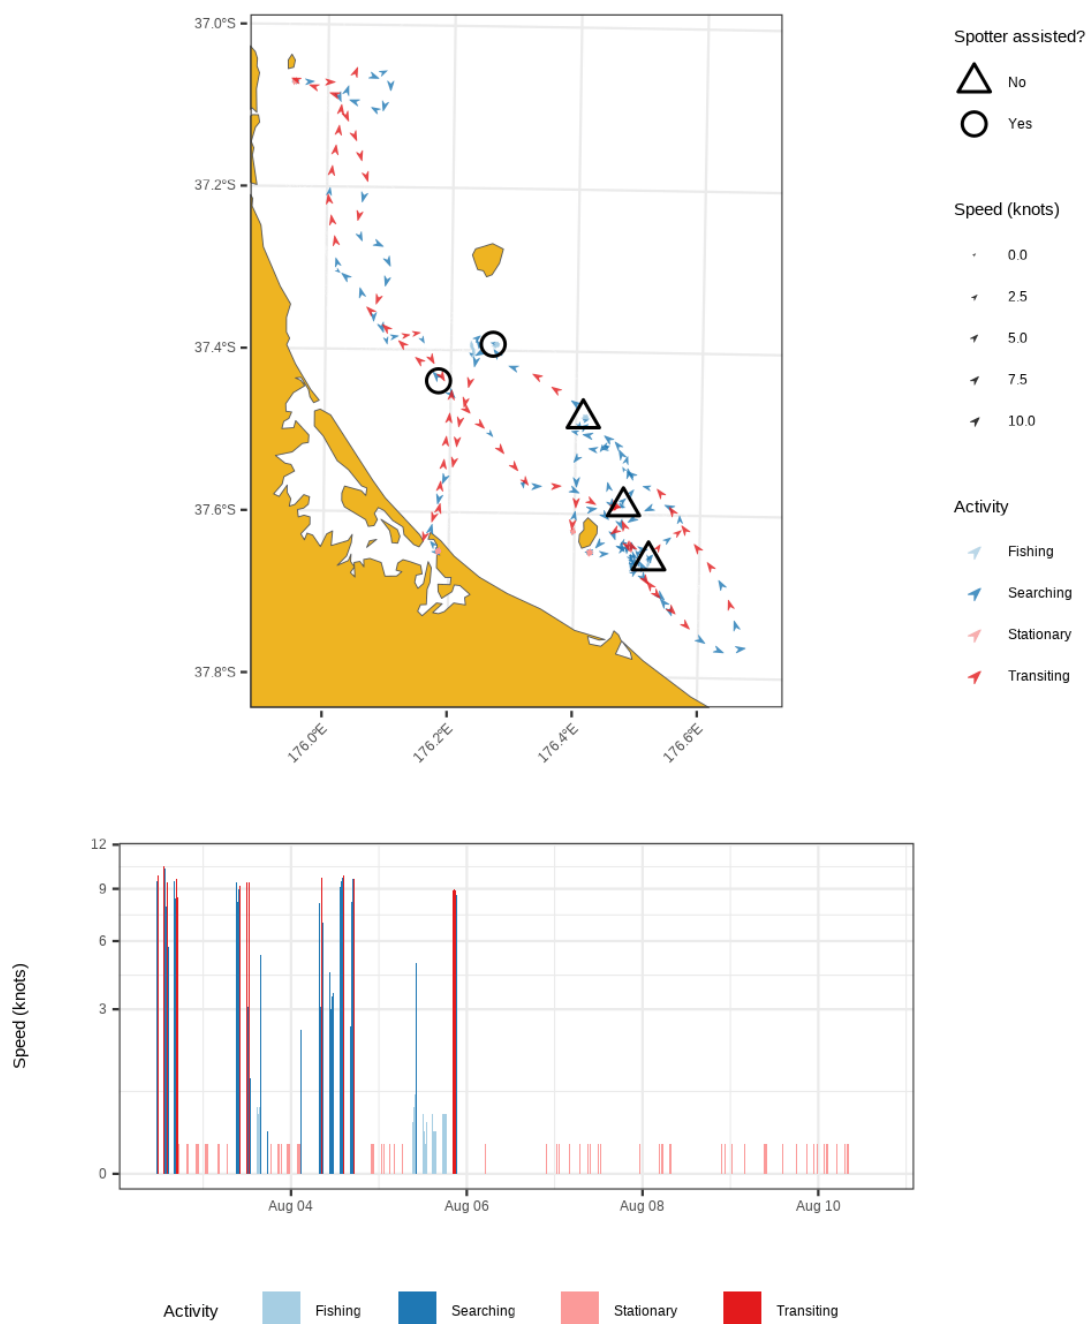 37.0°S
37.2°S
37.4°S
37.6°S
37.8°S
176.0°E
176.2°E
176.4°E
176.6°E
Spotter assisted?
No
Yes
Speed (knots)
0.0
2.5
5.0
7.5
10.0
Activity
Fishing
Searching
Stationary
Transiting
Speed (knots)
12
9
6
3
0
Aug 04
Aug 06
Aug 08
Aug 10
Activity
Fishing
Searching
Stationary
Transiting